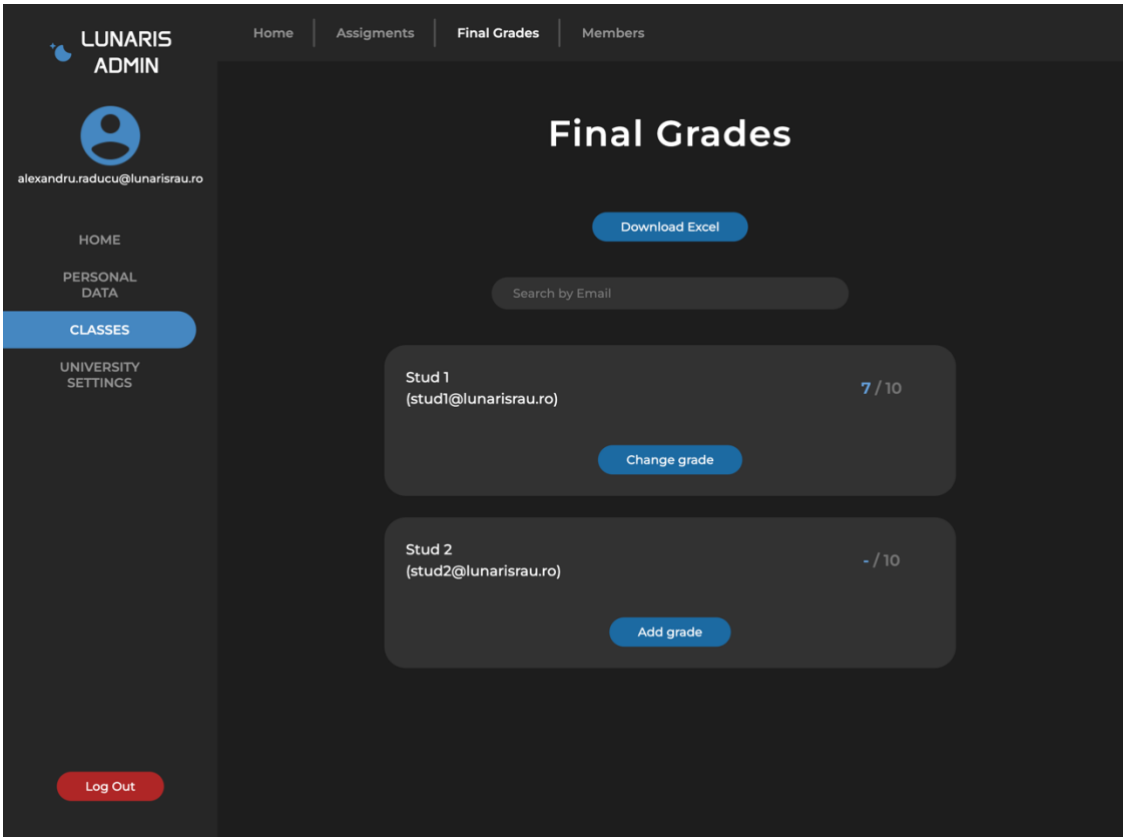 LUNARIS
ADMIN
alexandru.raducu@lunarisrau.ro
HOME
PERSONAL
DATA
CLASSES
UNIVERSITY
SETTINGS
Log Out
Home
Assigments
Final Grades
Members
Final Grades
Download Excel
Search by Email
Stud 1
(stud1@lunarisrau.ro)
7 / 10
Change grade
Stud 2
(stud2@lunarisrau.ro)
- / 10
Add grade